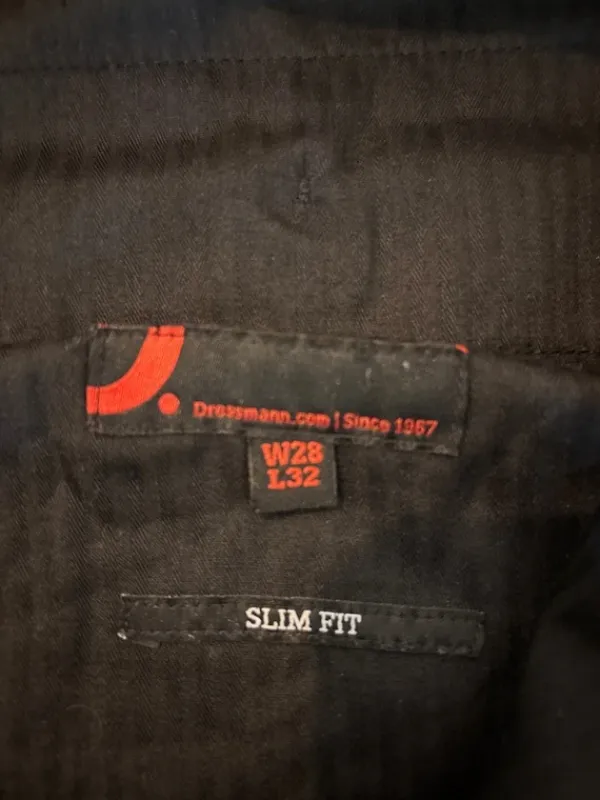 Dressmann.com | Since 1967
W28
L32
SLIM FIT